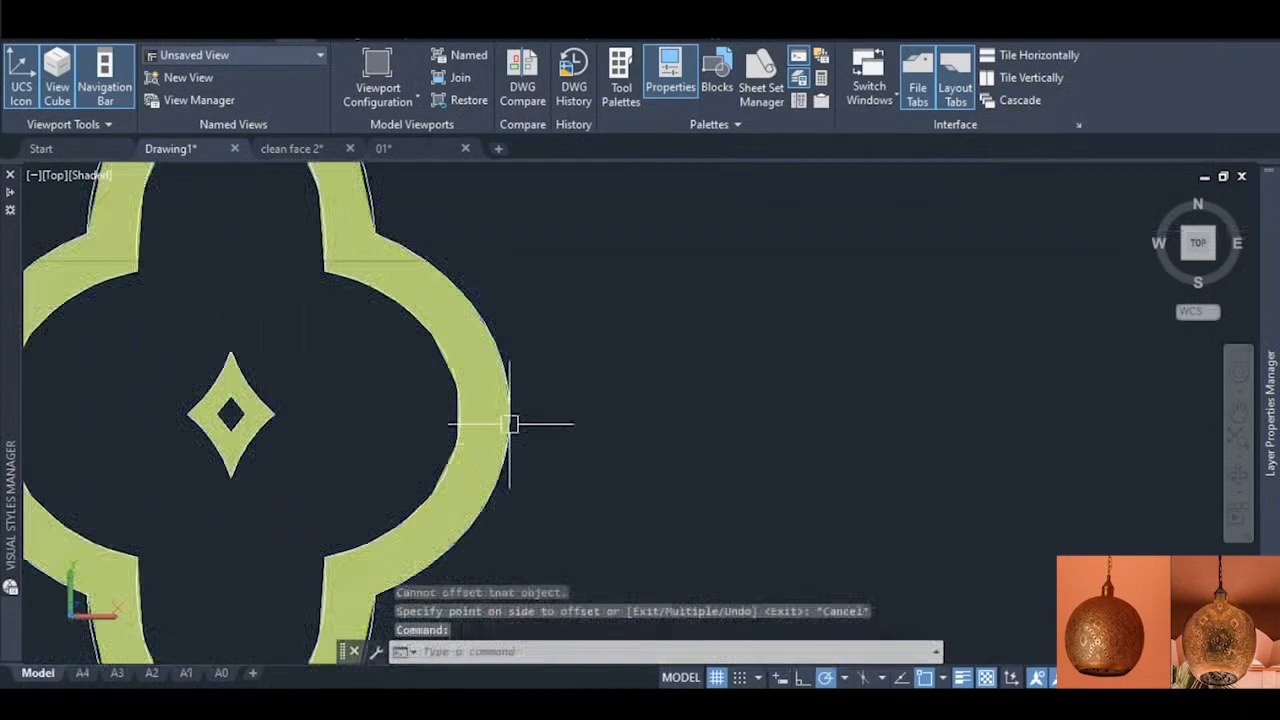 Unsaved View
New View
View Manager
UCS Icon
View Cube
Navigation Bar
Viewport Configuration
Named
Join
Restore
DWG Compare
DWG History
Tool Palettes
Properties
Blocks
Sheet Set Manager
Switch Windows
File Tabs
Layout Tabs
Tile Horizontally
Tile Vertically
Cascade
Viewport Tools
Named Views
Model Viewports
Compare
History
Palettes
Interface
Start
Drawing1*
clean face 2*
01*
[−][Top][Shaded]
N
W
TOP
E
S
WCS
Layer Properties Manager
VISUAL STYLES MANAGER
Cannot offset that object.
Specify point on side to offset or [Exit/Multiple/Undo] <Exit>: *Cancel*
Command:
Type a command
Model
A4
A3
A2
A1
A0
MODEL